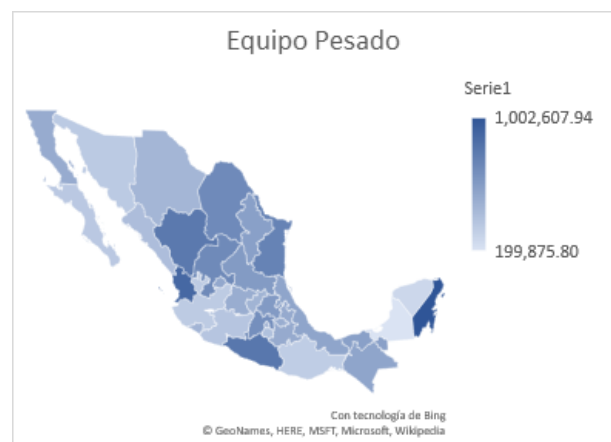 Equipo Pesado
Serie1
1,002,607.94
199,875.80
Con tecnología de Bing
© GeoNames, HERE, MSFT, Microsoft, Wikipedia